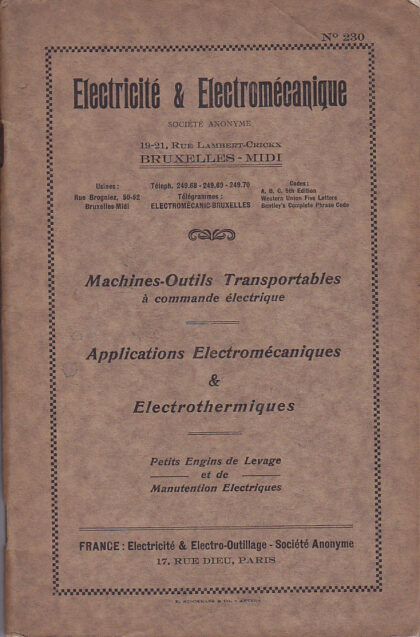 N° 230
Electricité & Electromécanique
SOCIÉTÉ ANONYME
19-21, RUE LAMBERT-CRICKX
BRUXELLES - MIDI
Usines :
Rue Brogniez, 50-92
Bruxelles-Midi
Téleph. 249.68 - 249.69 - 249.70
Télégrammes :
ELECTROMÉCANIC-BRUXELLES
Codes :
A. B. C. 5th Edition
Western Union Five Letters
Bentley's Complete Phrase Code
Machines-Outils Transportables
à commande électrique
Applications Electromécaniques
&
Electrothermiques
Petits Engins de Levage
et de
Manutention Electriques
FRANCE : Electricité & Electro-Outillage - Société Anonyme
17, RUE DIEU, PARIS